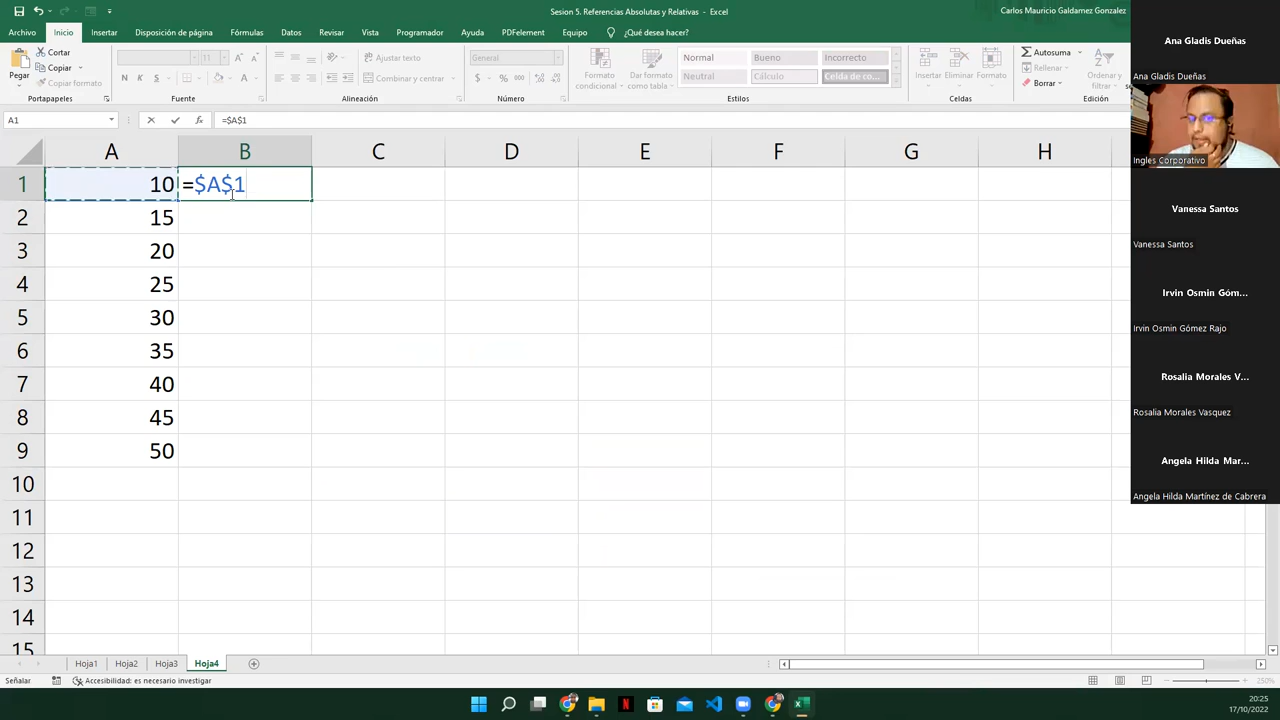 Sesion 5. Referencias Absolutas y Relativas - Excel
Carlos Mauricio Galdamez Gonzalez
Archivo Inicio Insertar Disposición de página Fórmulas Datos Revisar Vista Programador Ayuda PDFelement Equipo ¿Qué desea hacer?
Pegar
Cortar
Copiar
Copiar formato
Portapapeles
11
N K S
Fuente
Ajustar texto
Combinar y centrar
Alineación
General
Número
Formato condicional
Dar formato como tabla
Normal Bueno Incorrecto
Neutral Cálculo Celda de co...
Estilos
Insertar Eliminar Formato
Celdas
Autosuma
Rellenar
Borrar
Ordenar y filtrar
Edición
A1 fx =$A$1
A B C D E F G H
1 10 =$A$1
2 15
3 20
4 25
5 30
6 35
7 40
8 45
9 50
10
11
12
13
14
15
Hoja1 Hoja2 Hoja3 Hoja4
Señalar Accesibilidad: es necesario investigar
250%
20:25
17/10/2022
Ana Gladis Dueñas
Ana Gladis Dueñas
Ingles Corporativo
Vanessa Santos
Vanessa Santos
Irvin Osmin Góm...
Irvin Osmin Gómez Rajo
Rosalia Morales V...
Rosalia Morales Vasquez
Angela Hilda Mar...
Angela Hilda Martínez de Cabrera